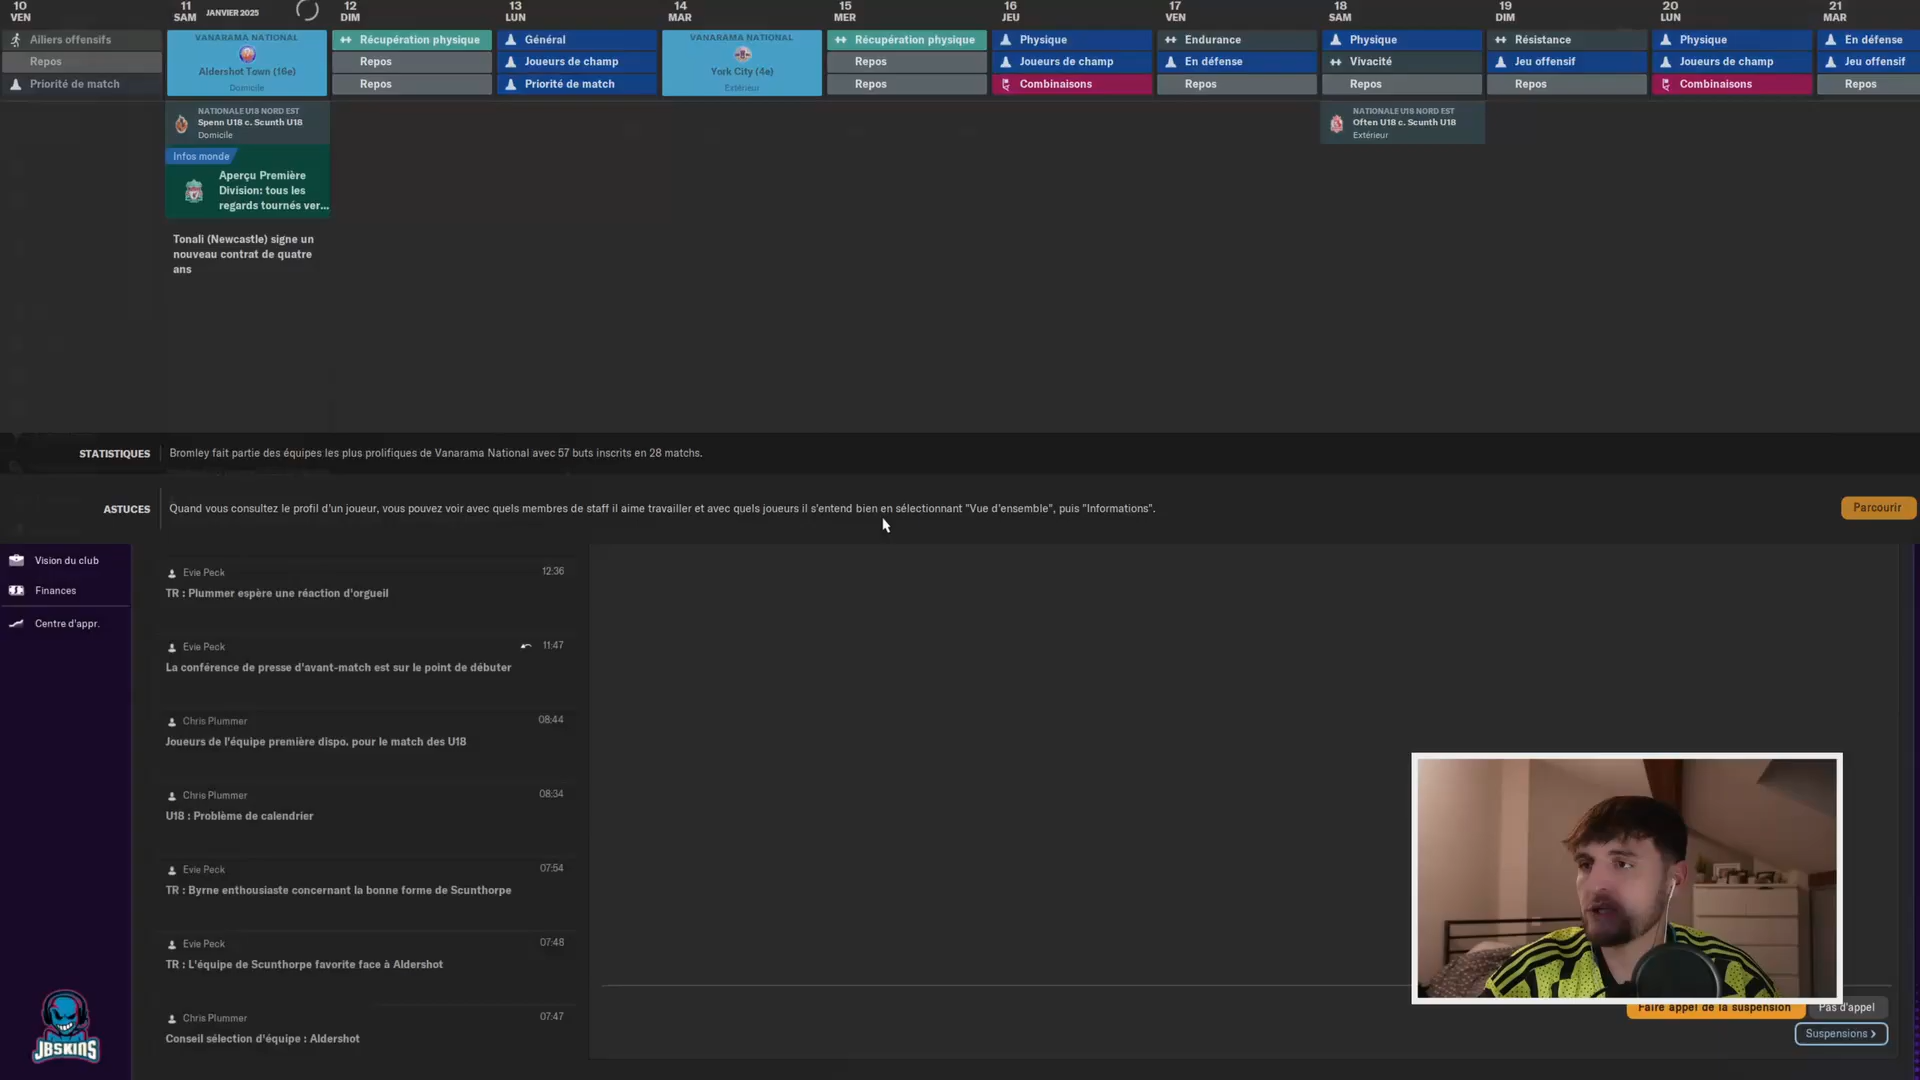 10
VEN
11
SAM
JANVIER 2025
12
DIM
13
LUN
14
MAR
15
MER
16
JEU
17
VEN
18
SAM
19
DIM
20
LUN
21
MAR
Ailiers offensifs
Repos
Priorité de match
VANARAMA NATIONAL
Aldershot Town (16e)
Domicile
Récupération physique
Repos
Repos
Général
Joueurs de champ
Priorité de match
VANARAMA NATIONAL
York City (4e)
Extérieur
Récupération physique
Repos
Repos
Physique
Joueurs de champ
Combinaisons
Endurance
En défense
Repos
Physique
Vivacité
Repos
Résistance
Jeu offensif
Repos
Physique
Joueurs de champ
Combinaisons
En défense
Jeu offensif
Repos
NATIONALE U18 NORD EST
Spenn U18 c. Scunth U18
Domicile
NATIONALE U18 NORD EST
Often U18 c. Scunth U18
Extérieur
Infos monde
Aperçu Première
Division: tous les
regards tournés ver...
Tonali (Newcastle) signe un
nouveau contrat de quatre
ans
STATISTIQUES
Bromley fait partie des équipes les plus prolifiques de Vanarama National avec 57 buts inscrits en 28 matchs.
ASTUCES
Quand vous consultez le profil d'un joueur, vous pouvez voir avec quels membres de staff il aime travailler et avec quels joueurs il s'entend bien en sélectionnant "Vue d'ensemble", puis "Informations".
Parcourir
Vision du club
Finances
Centre d'appr.
Evie Peck
12:36
TR : Plummer espère une réaction d'orgueil
Evie Peck
11:47
La conférence de presse d'avant-match est sur le point de débuter
Chris Plummer
08:44
Joueurs de l'équipe première dispo. pour le match des U18
Chris Plummer
08:34
U18 : Problème de calendrier
Evie Peck
07:54
TR : Byrne enthousiaste concernant la bonne forme de Scunthorpe
Evie Peck
07:48
TR : L'équipe de Scunthorpe favorite face à Aldershot
Chris Plummer
07:47
Conseil sélection d'équipe : Aldershot
Faire appel de la suspension
Pas d'appel
Suspensions >
JBSKINS